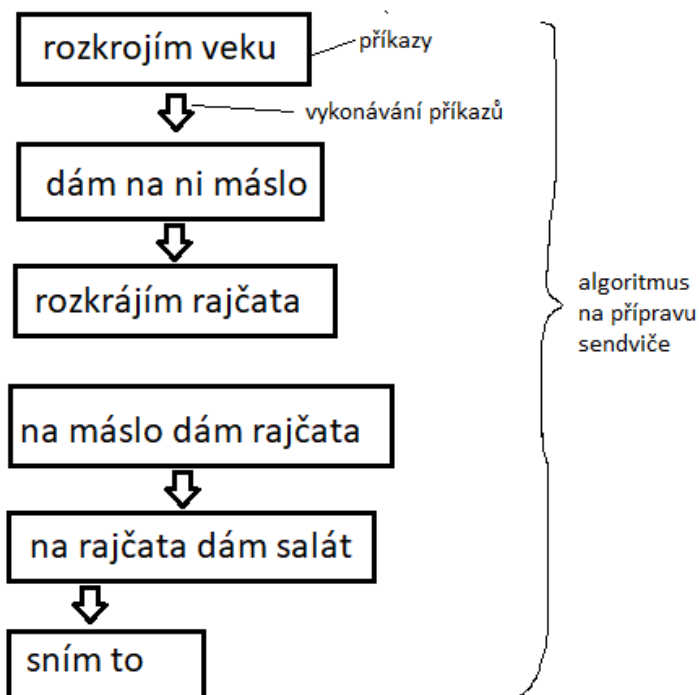 rozkrojím veku
příkazy
vykonávání příkazů
dám na ni máslo
rozkrájím rajčata
algoritmus
na přípravu
sendviče
na máslo dám rajčata
na rajčata dám salát
sním to